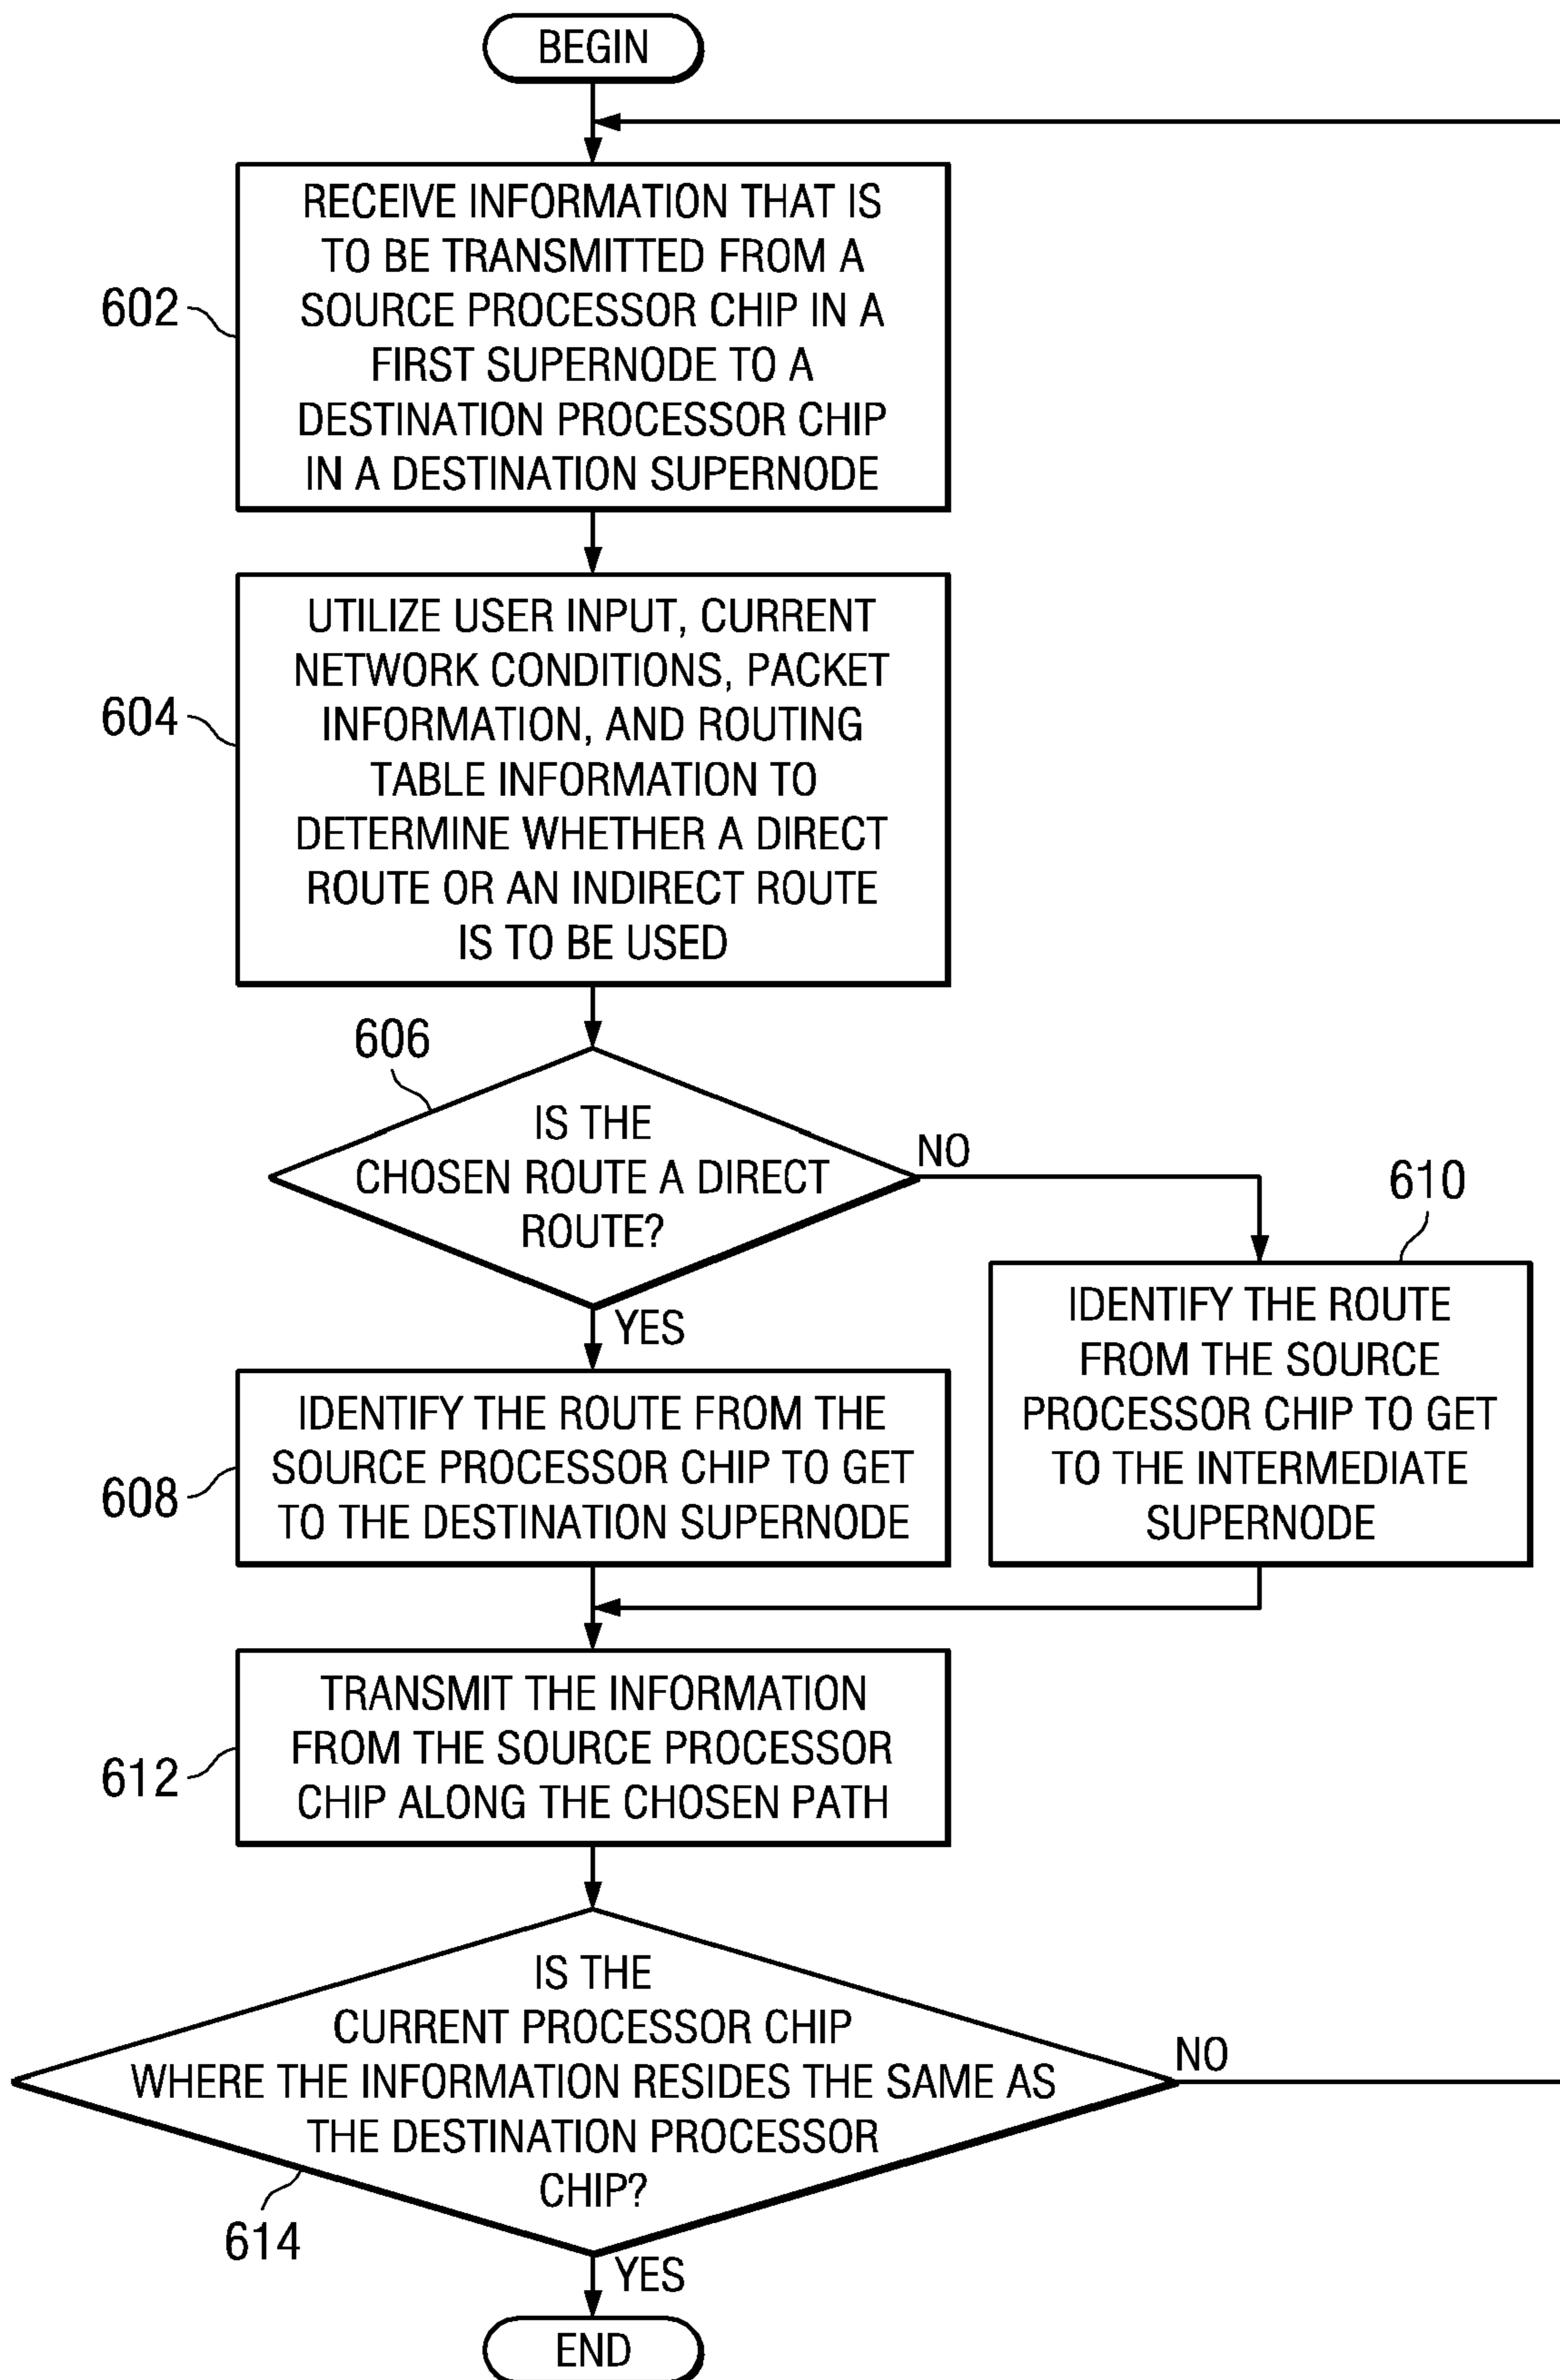 BEGIN
602
RECEIVE INFORMATION THAT IS
TO BE TRANSMITTED FROM A
SOURCE PROCESSOR CHIP IN A
FIRST SUPERNODE TO A
DESTINATION PROCESSOR CHIP
IN A DESTINATION SUPERNODE
604
UTILIZE USER INPUT, CURRENT
NETWORK CONDITIONS, PACKET
INFORMATION, AND ROUTING
TABLE INFORMATION TO
DETERMINE WHETHER A DIRECT
ROUTE OR AN INDIRECT ROUTE
IS TO BE USED
606
IS THE
CHOSEN ROUTE A DIRECT
ROUTE?
NO
YES
610
IDENTIFY THE ROUTE
FROM THE SOURCE
PROCESSOR CHIP TO GET
TO THE INTERMEDIATE
SUPERNODE
608
IDENTIFY THE ROUTE FROM THE
SOURCE PROCESSOR CHIP TO GET
TO THE DESTINATION SUPERNODE
612
TRANSMIT THE INFORMATION
FROM THE SOURCE PROCESSOR
CHIP ALONG THE CHOSEN PATH
IS THE
CURRENT PROCESSOR CHIP
WHERE THE INFORMATION RESIDES THE SAME AS
THE DESTINATION PROCESSOR
CHIP?
NO
614
YES
END